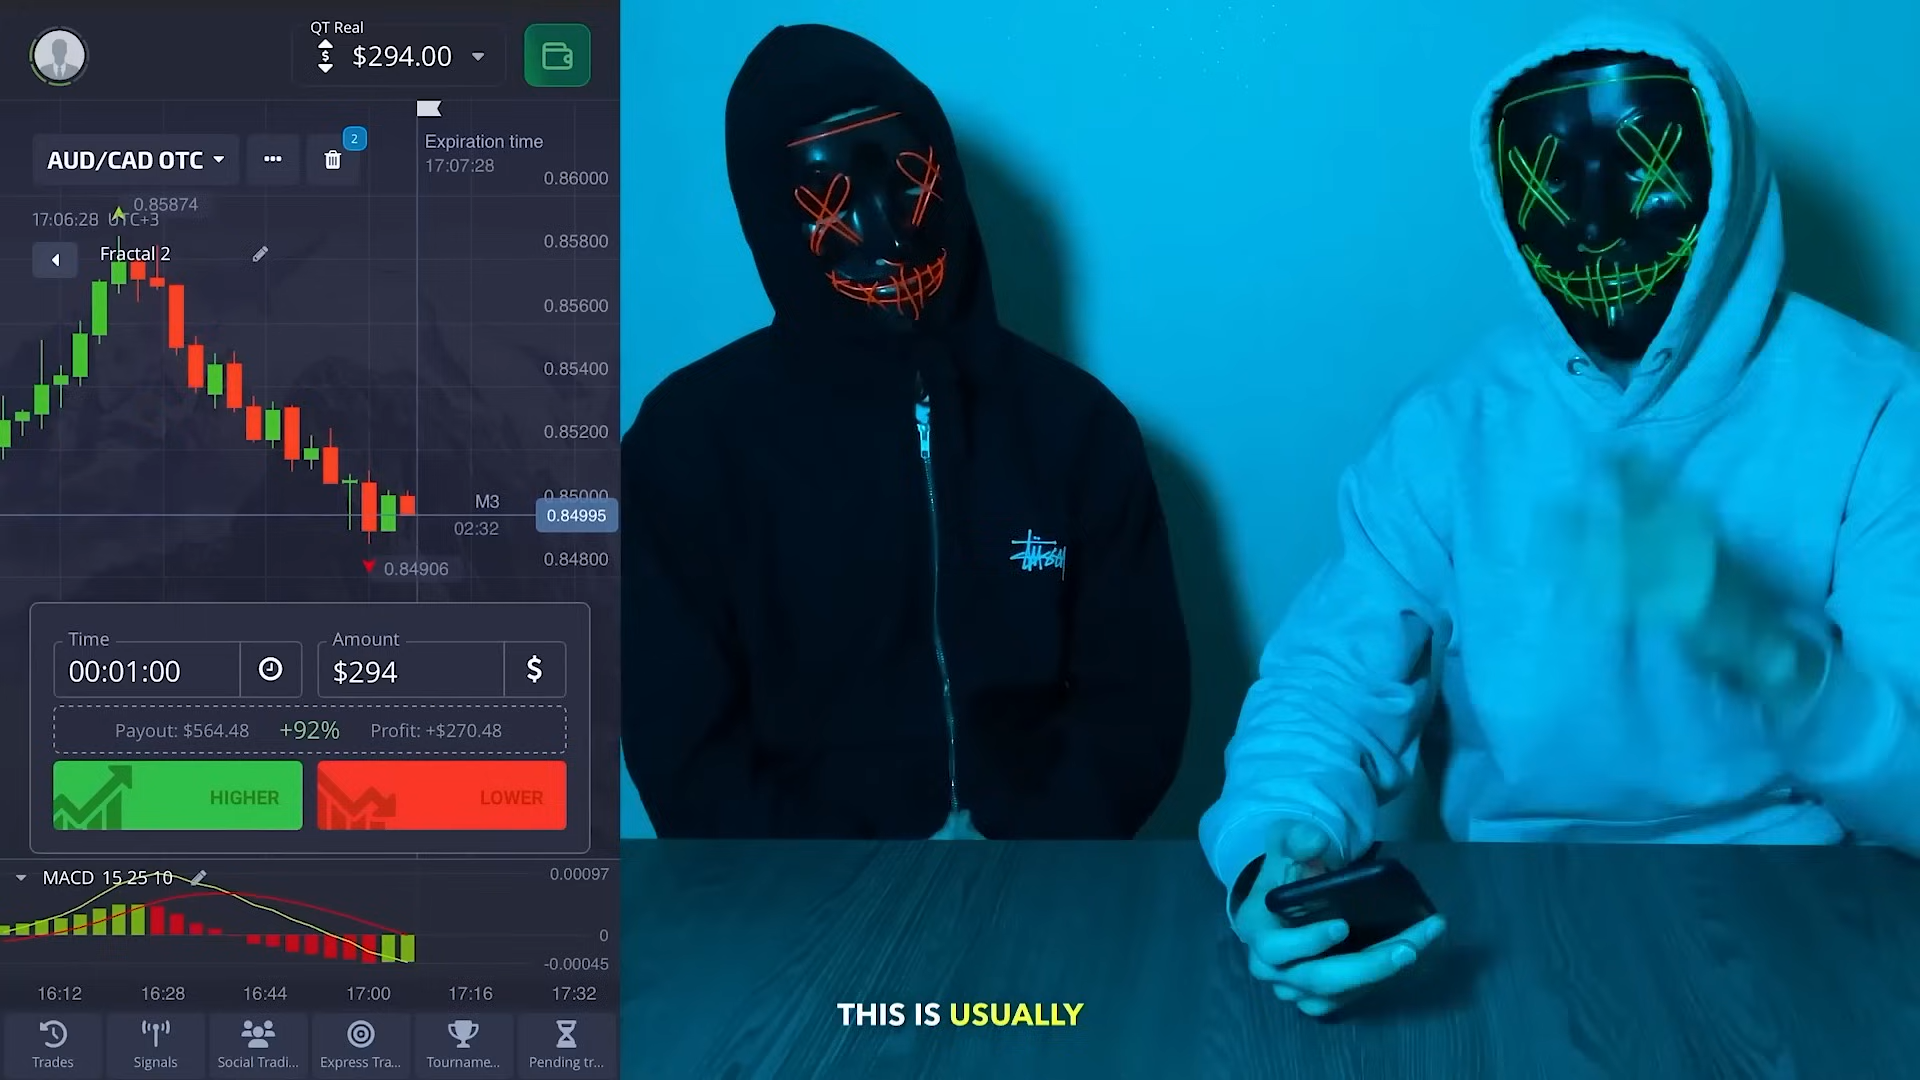 QT Real
$294.00
AUD/CAD OTC
2
Expiration time
17:07:28
0.85874
17:06:28 UTC+3
Fractal 2
0.86000
0.85800
0.85600
0.85400
0.85200
0.85000
M3
0.84995
02:32
0.84800
0.84906
Time
00:01:00
Amount
$294
$
Payout: $564.48
+92%
Profit: +$270.48
HIGHER
LOWER
MACD 15 25 10
0.00097
0
-0.00045
16:12
16:28
16:44
17:00
17:16
17:32
Trades
Signals
Social Tradi...
Express Tra...
Tourname...
Pending tr...
Stüssy
THIS IS USUALLY